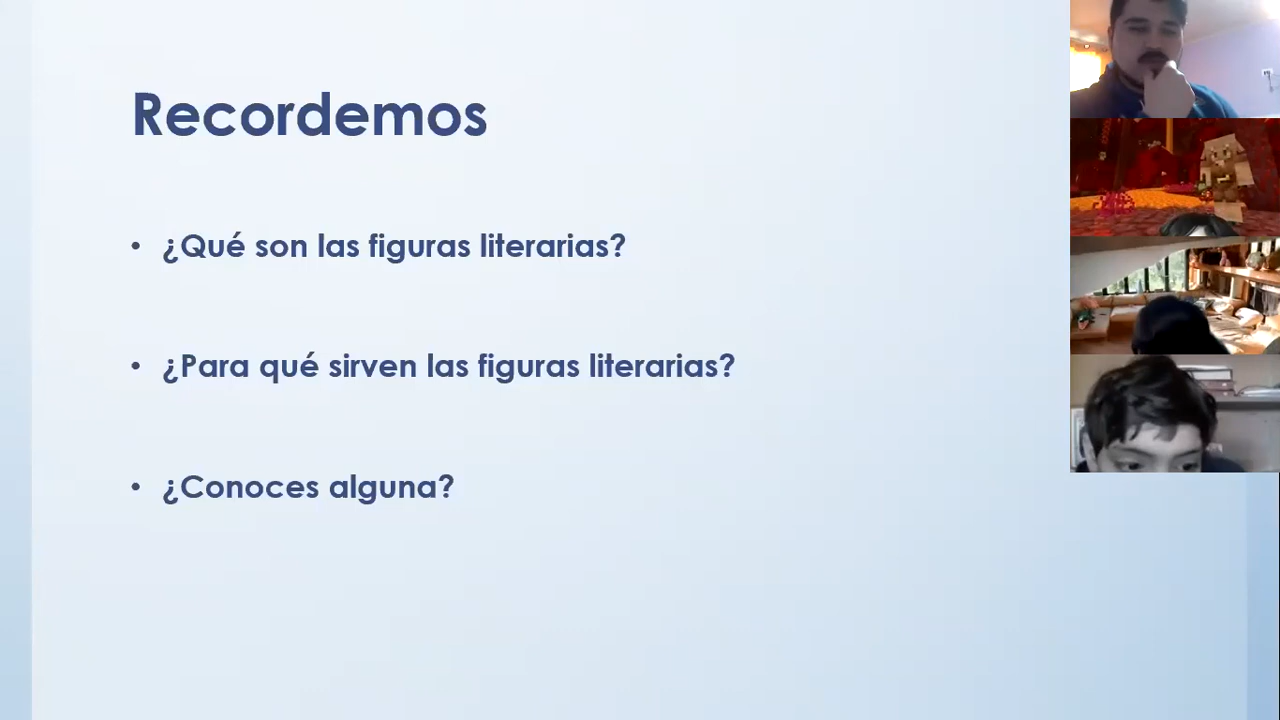 Recordemos
• ¿Qué son las figuras literarias?
• ¿Para qué sirven las figuras literarias?
• ¿Conoces alguna?